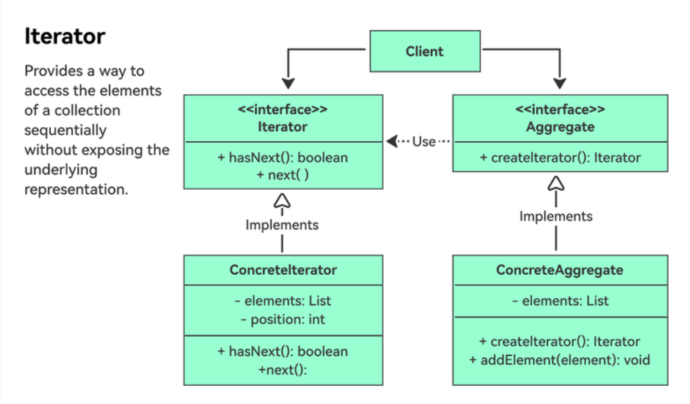 Iterator
Provides a way to
access the elements
of a collection
sequentially
without exposing the
underlying
representation.
Client
<<interface>>
Iterator
+ hasNext(): boolean
+ next( )
Use
<<interface>>
Aggregate
+ createIterator(): Iterator
Implements
Implements
ConcreteIterator
- elements: List
- position: int
+ hasNext(): boolean
+next():
ConcreteAggregate
- elements: List
+ createIterator(): Iterator
+ addElement(element): void